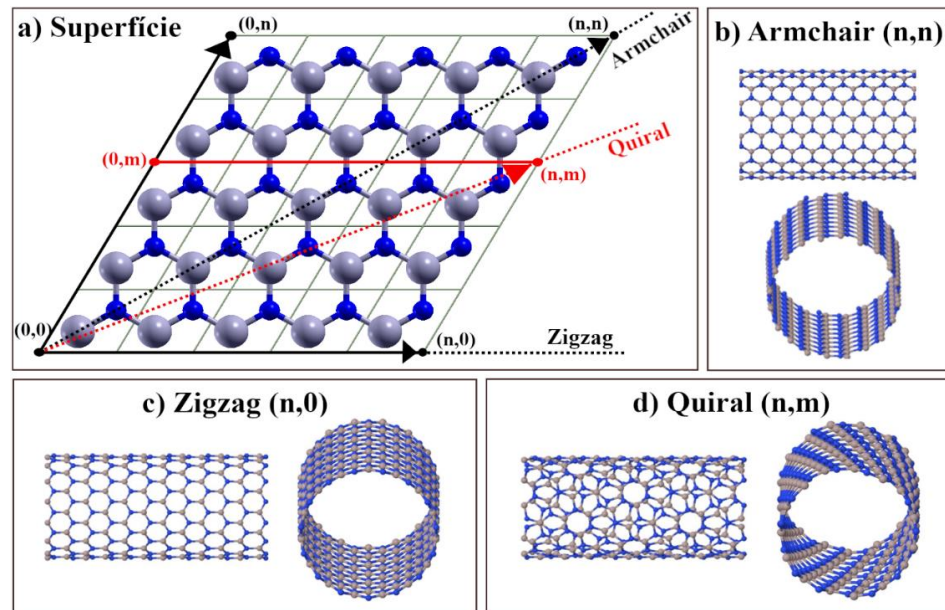 a) Superfície
(0,n)
(n,n)
Armchair
(0,m)
Quiral
(n,m)
(0,0)
(n,0)
Zigzag
b) Armchair (n,n)
c) Zigzag (n,0)
d) Quiral (n,m)